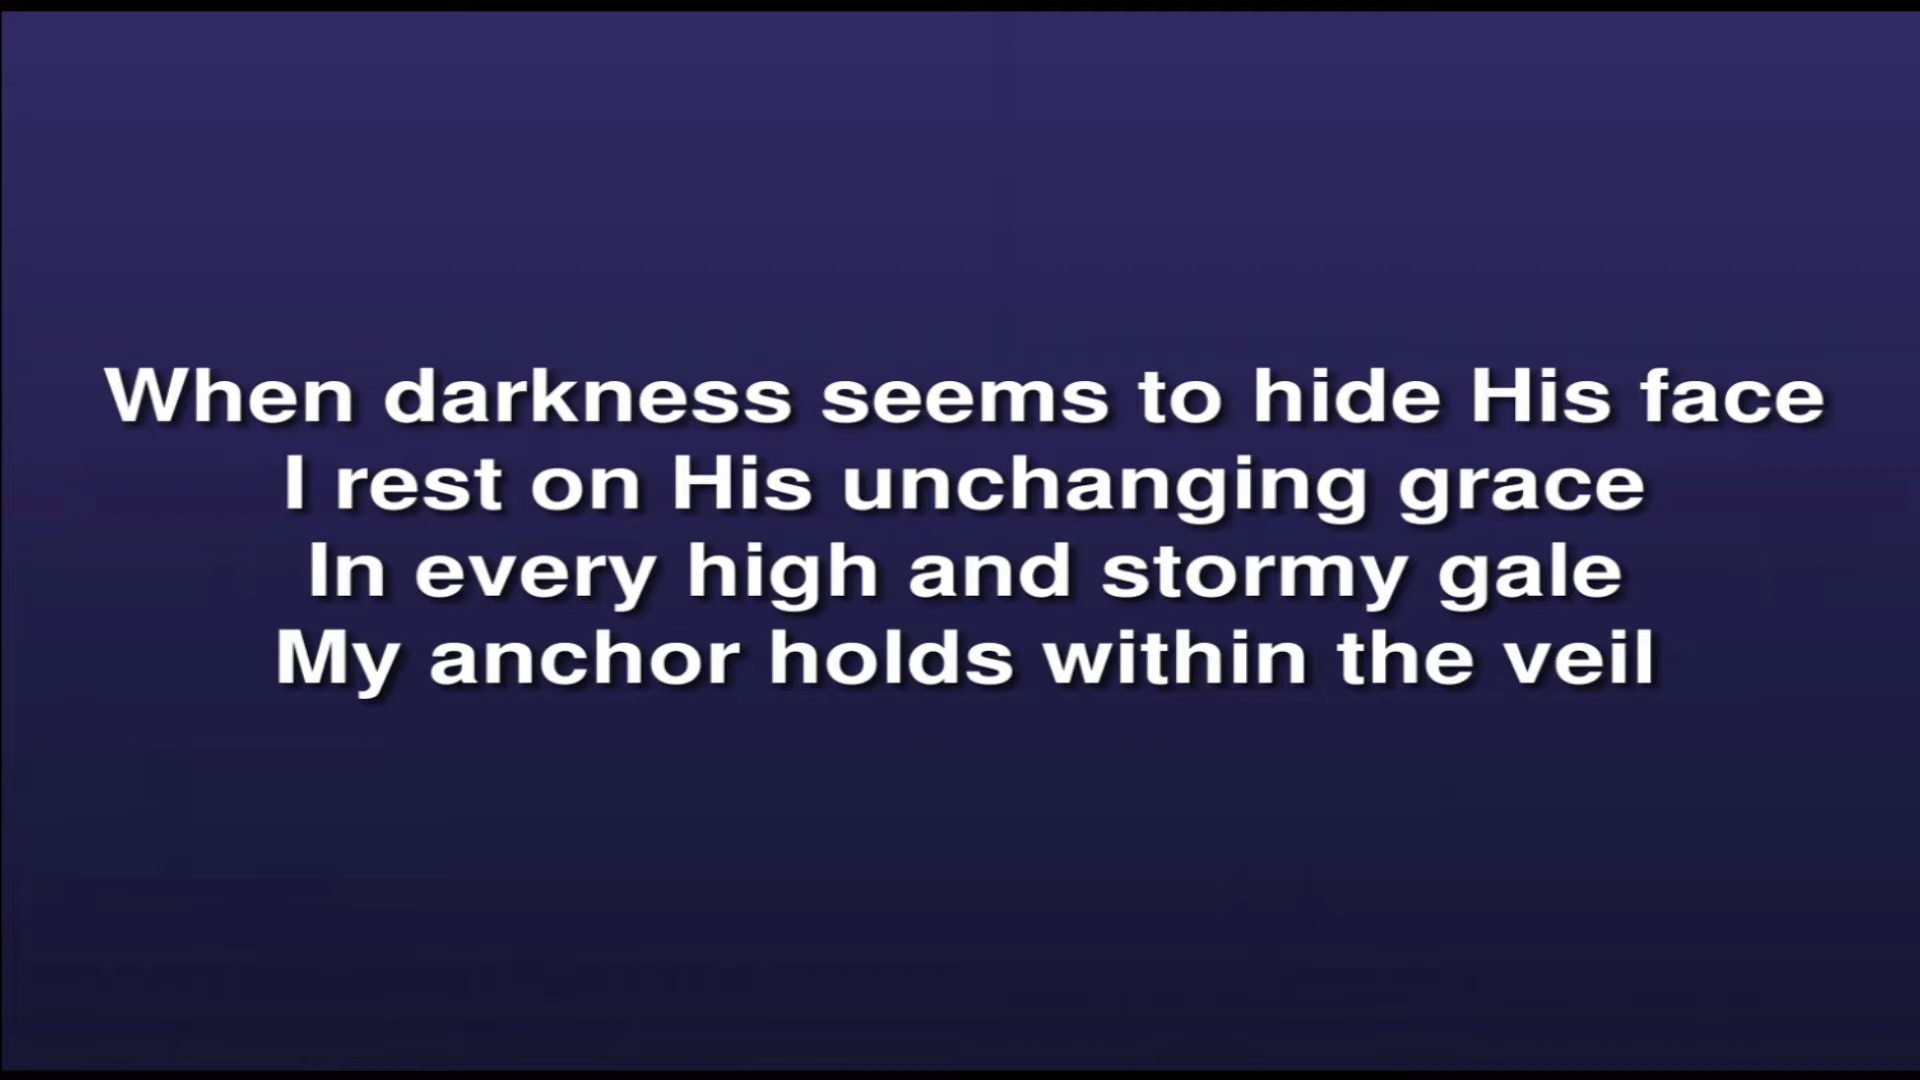 When darkness seems to hide His face
I rest on His unchanging grace
In every high and stormy gale
My anchor holds within the veil